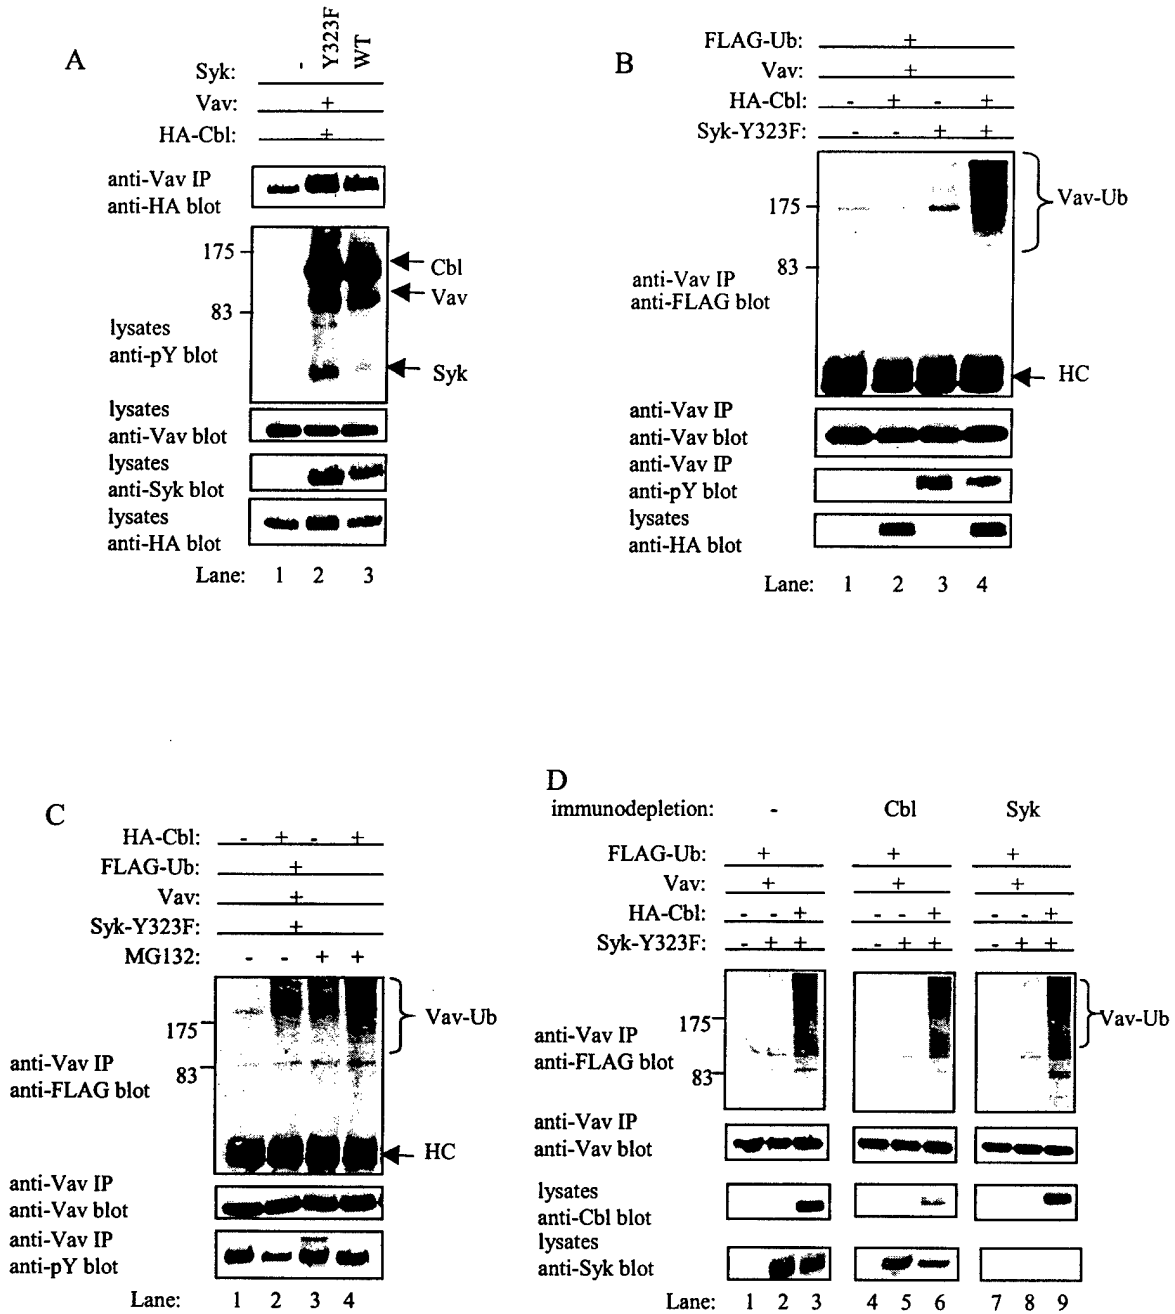 A
Syk: - Y323F WT
Vav: +
HA-Cbl: +
anti-Vav IP
anti-HA blot
175
Cbl
Vav
83
lysates
anti-pY blot
Syk
lysates
anti-Vav blot
lysates
anti-Syk blot
lysates
anti-HA blot
Lane: 1 2 3
B
FLAG-Ub: +
Vav: +
HA-Cbl: - + - +
Syk-Y323F: - - + +
175
Vav-Ub
83
anti-Vav IP
anti-FLAG blot
HC
anti-Vav IP
anti-Vav blot
anti-Vav IP
anti-pY blot
lysates
anti-HA blot
Lane: 1 2 3 4
C
HA-Cbl: - + - +
FLAG-Ub: +
Vav: +
Syk-Y323F: +
MG132: - - + +
175
Vav-Ub
anti-Vav IP
83
anti-FLAG blot
HC
anti-Vav IP
anti-Vav blot
anti-Vav IP
anti-pY blot
Lane: 1 2 3 4
D
immunodepletion: - Cbl Syk
FLAG-Ub: + + +
Vav: + + +
HA-Cbl: - - + - - + - - +
Syk-Y323F: - + + - + + - + +
175
Vav-Ub
anti-Vav IP
anti-FLAG blot
83
anti-Vav IP
anti-Vav blot
lysates
anti-Cbl blot
lysates
anti-Syk blot
Lane: 1 2 3 4 5 6 7 8 9